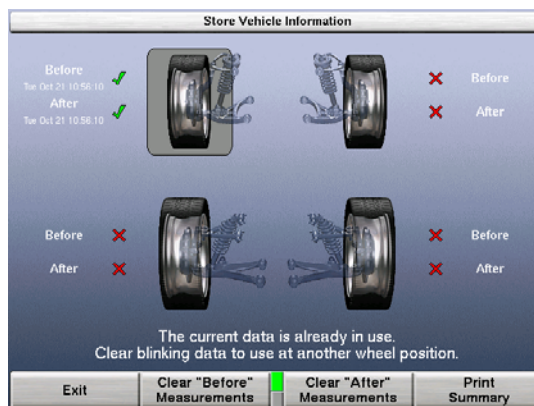 Store Vehicle Information
Before
Tue Oct 21 10:56:10
After
Tue Oct 21 10:56:10
Before
After
Before
After
Before
After
The current data is already in use.
Clear blinking data to use at another wheel position.
Exit
Clear "Before"
Measurements
Clear "After"
Measurements
Print
Summary